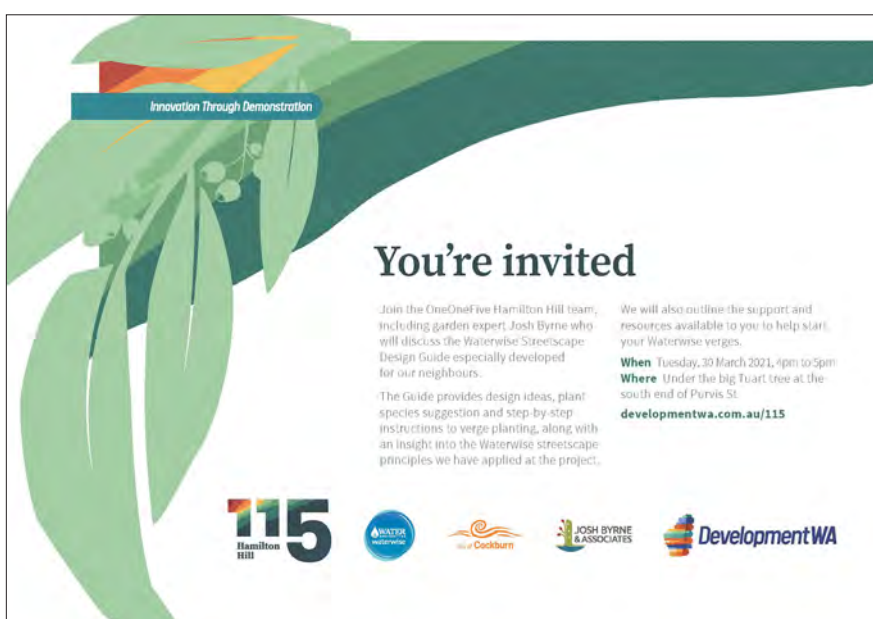 Innovation Through Demonstration
You're invited
Join the OneOneFive Hamilton Hill team,
including garden expert Josh Byrne who
will discuss the Waterwise Streetscape
Design Guide especially developed
for our neighbours.
The Guide provides design ideas, plant
species suggestion and step-by-step
instructions to verge planting, along with
an insight into the Waterwise streetscape
principles we have applied at the project.
We will also outline the support and
resources available to you to help start
your Waterwise verges.
When Tuesday, 30 March 2021, 4pm to 5pm
Where Under the big Tuart tree at the
south end of Purvis St
developmentwa.com.au/115
115
Hamilton
Hill
WATER
waterwise
City of Cockburn
JOSH BYRNE
& ASSOCIATES
DevelopmentWA